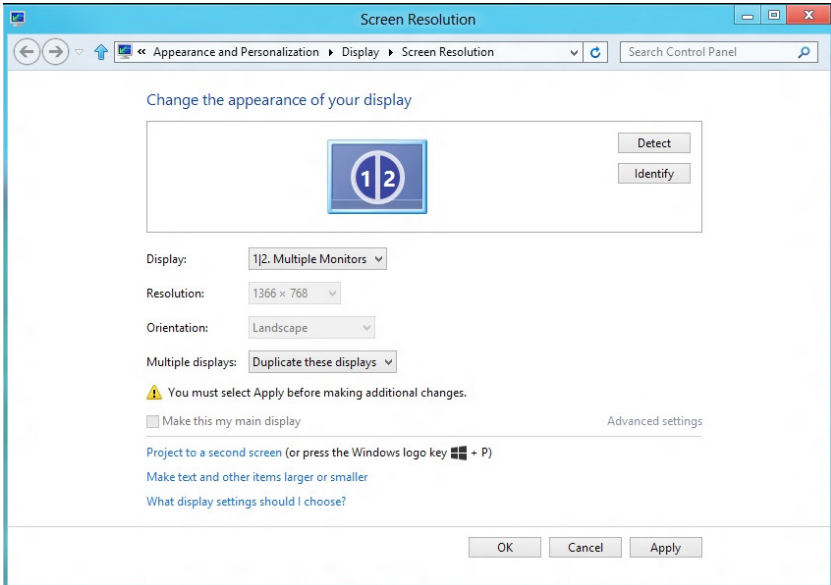 Screen Resolution
« Appearance and Personalization Display Screen Resolution Search Control Panel
Change the appearance of your display
Detect
1 2
Identify
Display: 1|2. Multiple Monitors
Resolution: 1366 × 768
Orientation: Landscape
Multiple displays: Duplicate these displays
You must select Apply before making additional changes.
Make this my main display Advanced settings
Project to a second screen (or press the Windows logo key + P)
Make text and other items larger or smaller
What display settings should I choose?
OK Cancel Apply